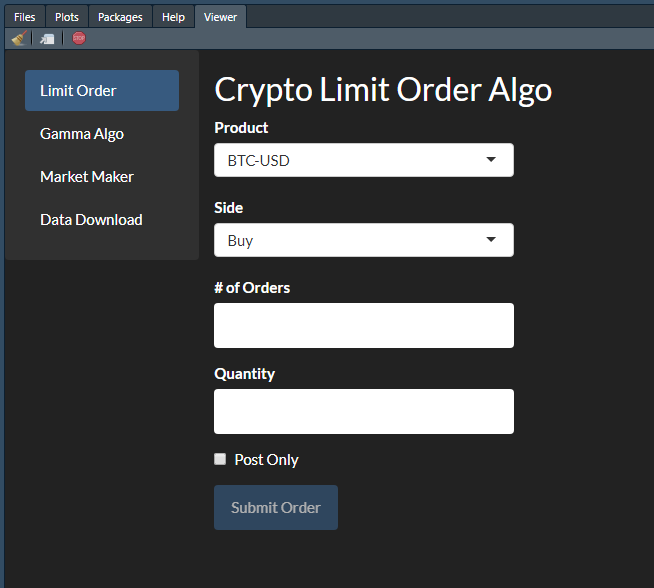 Files Plots Packages Help Viewer
STOP
Limit Order
Gamma Algo
Market Maker
Data Download
Crypto Limit Order Algo
Product
BTC-USD
Side
Buy
# of Orders
Quantity
Post Only
Submit Order